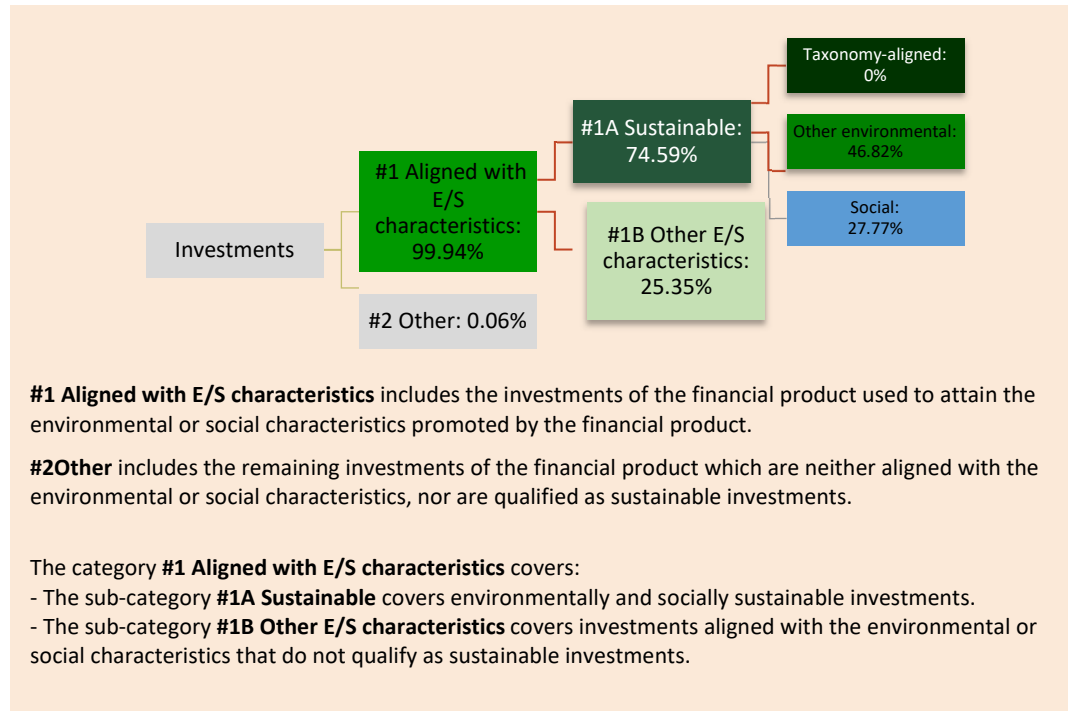 Taxonomy-aligned:
0%
#1A Sustainable:
74.59%
Other environmental:
46.82%
#1 Aligned with
E/S
characteristics:
99.94%
Social:
27.77%
Investments
#1B Other E/S
characteristics:
25.35%
#2 Other: 0.06%
#1 Aligned with E/S characteristics includes the investments of the financial product used to attain the
environmental or social characteristics promoted by the financial product.
#2Other includes the remaining investments of the financial product which are neither aligned with the
environmental or social characteristics, nor are qualified as sustainable investments.
The category #1 Aligned with E/S characteristics covers:
- The sub-category #1A Sustainable covers environmentally and socially sustainable investments.
- The sub-category #1B Other E/S characteristics covers investments aligned with the environmental or
social characteristics that do not qualify as sustainable investments.